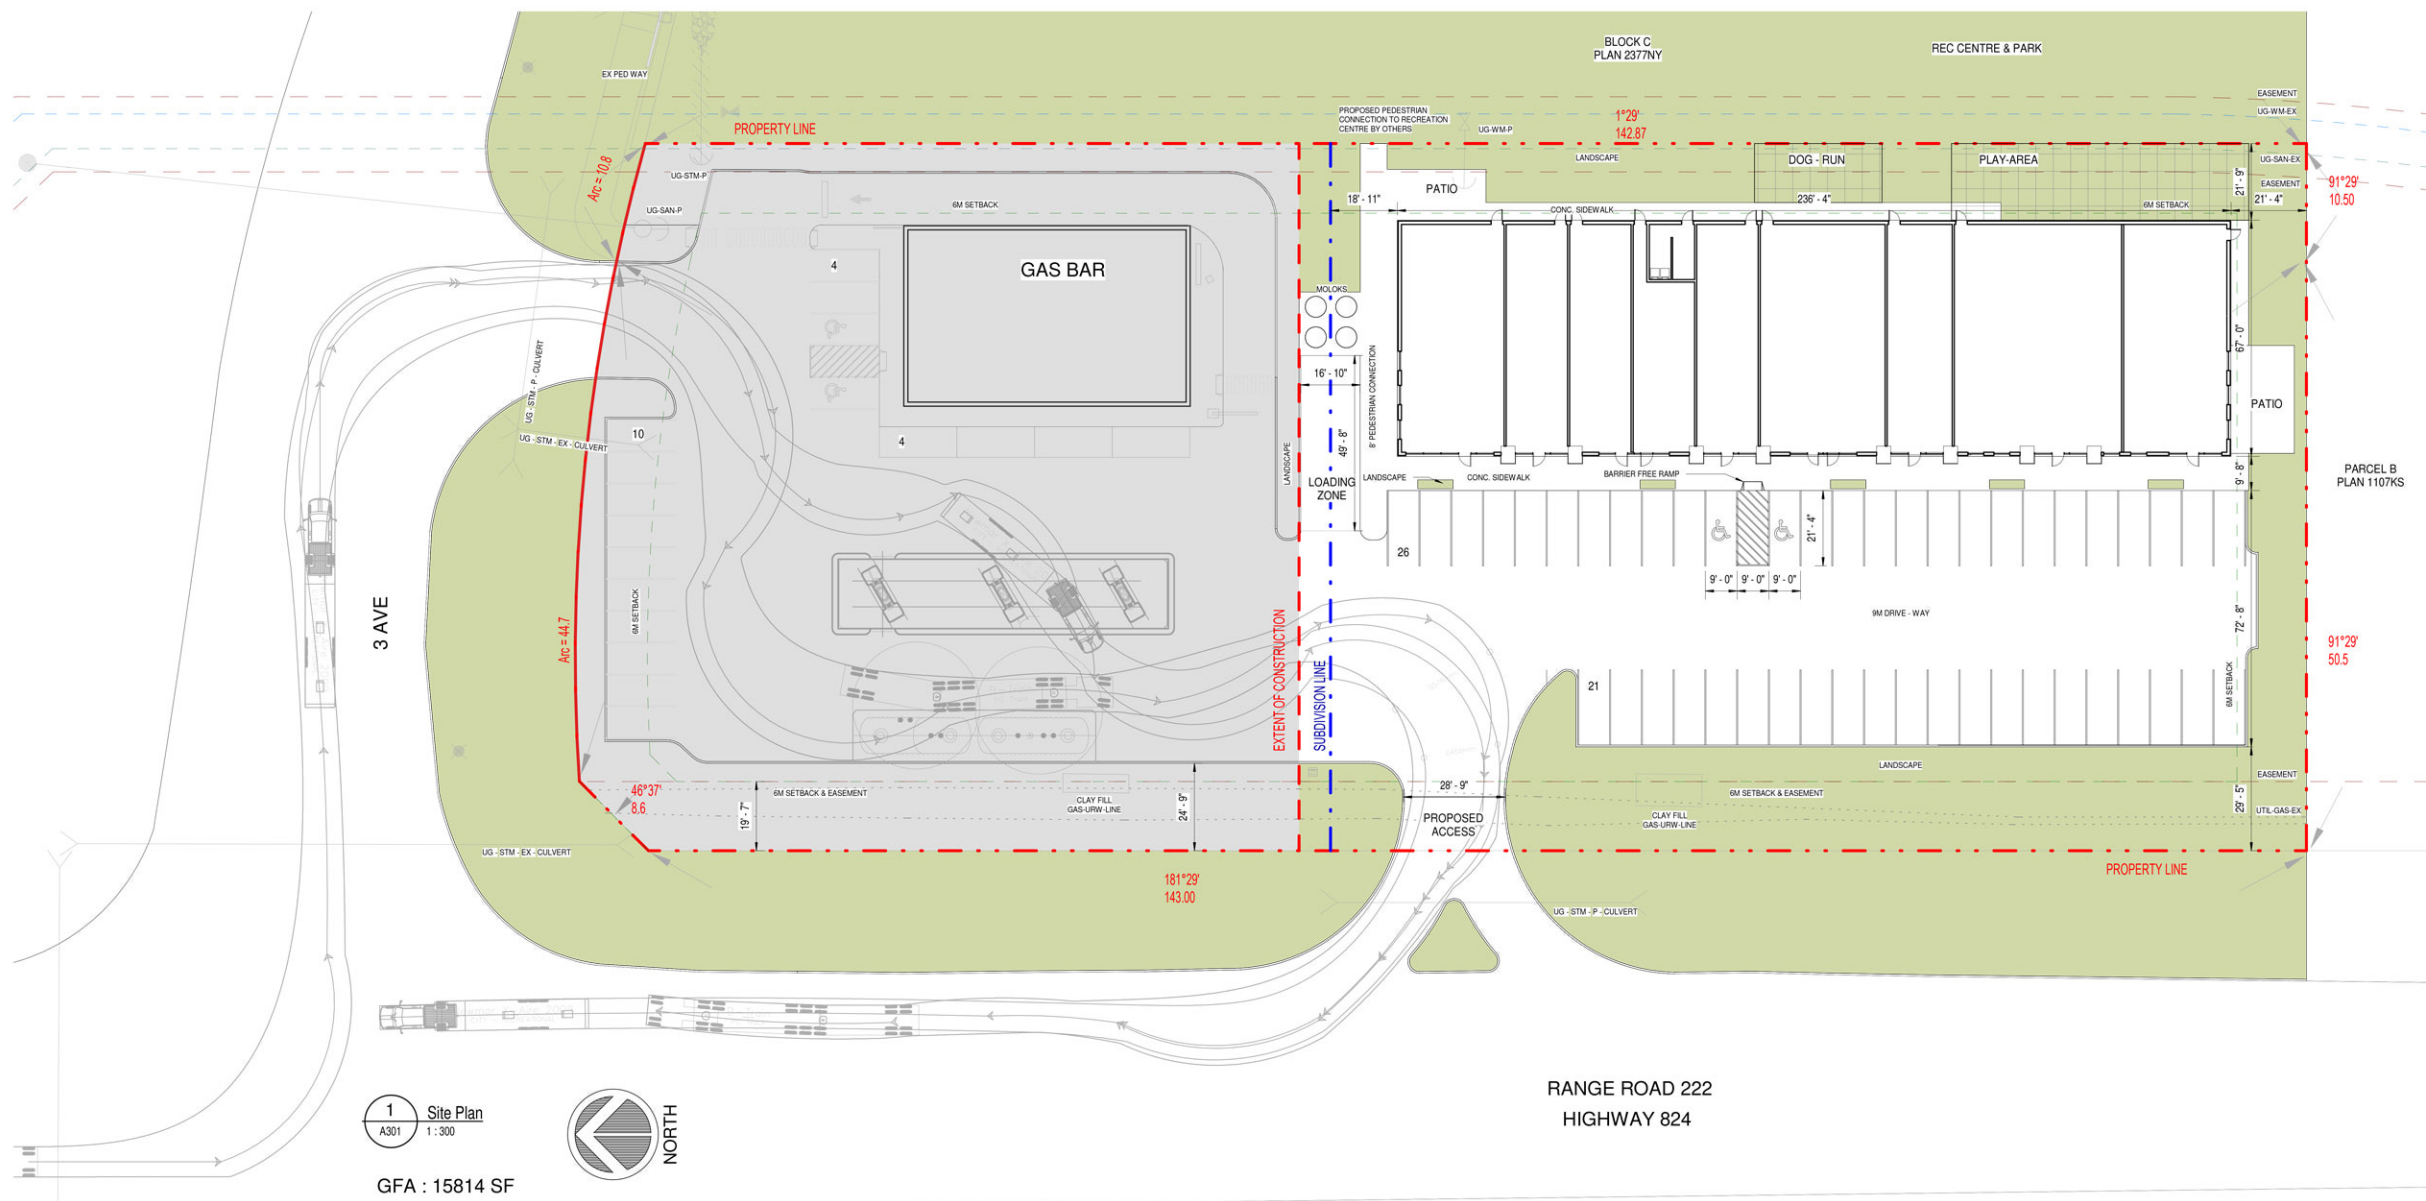 BLOCK C
PLAN 2377NY
REC CENTRE & PARK
EX PED WAY
EASEMENT
UG-WM-EX
PROPERTY LINE
PROPOSED PEDESTRIAN
CONNECTION TO RECREATION
CENTRE BY OTHERS
UG-WM-P
1°29'
142.87
LANDSCAPE
DOG - RUN
PLAY-AREA
UG-SAN-EX
Arc = 10.8
UG-STM-P
PATIO
EASEMENT
91°29'
10.50
21' - 9"
18' - 11"
236' - 4"
21' - 4"
UG-SAN-P
6M SETBACK
CONC. SIDEWALK
6M SETBACK
4
GAS BAR
MOLOKS
UG - STM - P - CULVERT
67' - 0"
16' - 10"
8' PEDESTRIAN CONNECTION
PATIO
10
UG - STM - EX - CULVERT
4
49' - 8"
LANDSCAPE
LOADING
ZONE
LANDSCAPE
CONC. SIDEWALK
BARRIER FREE RAMP
9' - 8"
PARCEL B
PLAN 1107KS
26
21' - 4"
9' - 0"
9' - 0"
9' - 0"
3 AVE
6M SETBACK
Arc = 44.7
9M DRIVE - WAY
72' - 8"
EXTENT OF CONSTRUCTION
SUBDIVISION LINE
91°29'
50.5
21
6M SETBACK
LANDSCAPE
EASEMENT
46°37'
8.6
19' - 7"
6M SETBACK & EASEMENT
CLAY FILL
GAS-URW-LINE
24' - 9"
28' - 9"
PROPOSED
ACCESS
6M SETBACK & EASEMENT
CLAY FILL
GAS-URW-LINE
29' - 5"
UTIL-GAS-EX
UG - STM - EX - CULVERT
PROPERTY LINE
181°29'
143.00
UG - STM - P - CULVERT
RANGE ROAD 222
HIGHWAY 824
1
A301
Site Plan
1 : 300
NORTH
GFA : 15814 SF